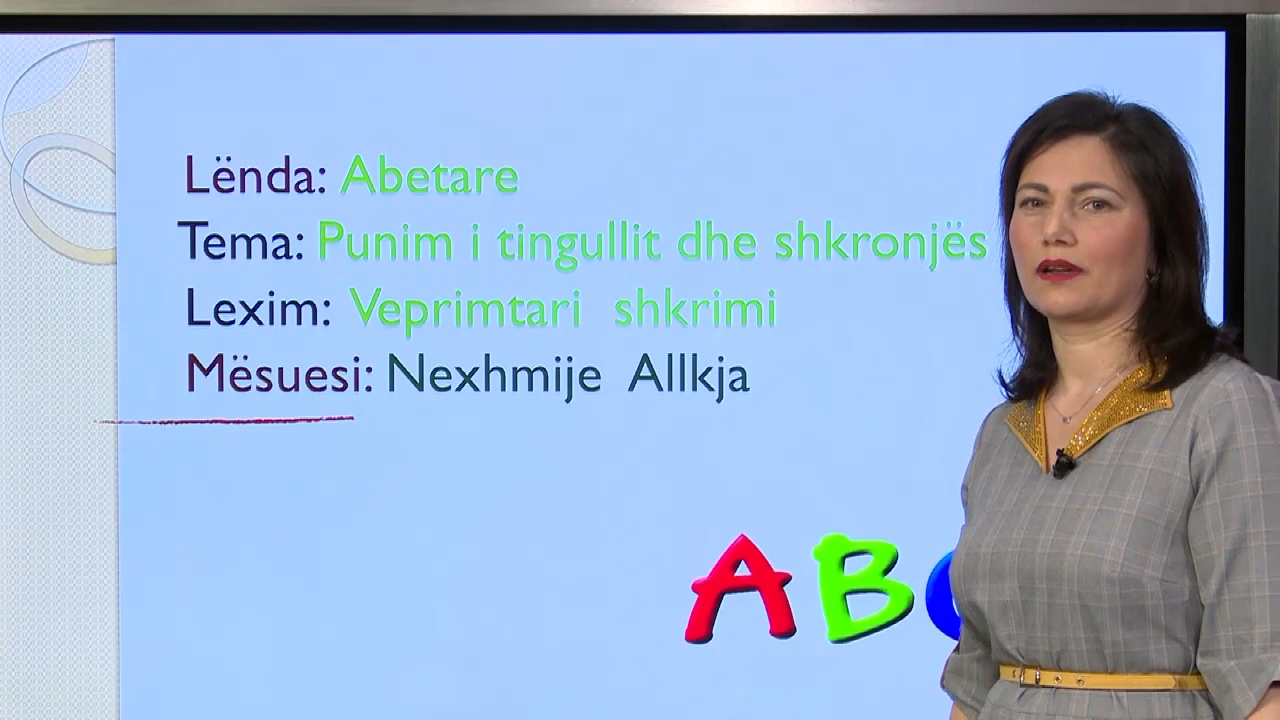 Lënda: Abetare
Tema: Punim i tingullit dhe shkronjës
Lexim: Veprimtari shkrimi
Mësuesi: Nexhmije Allkja
AB